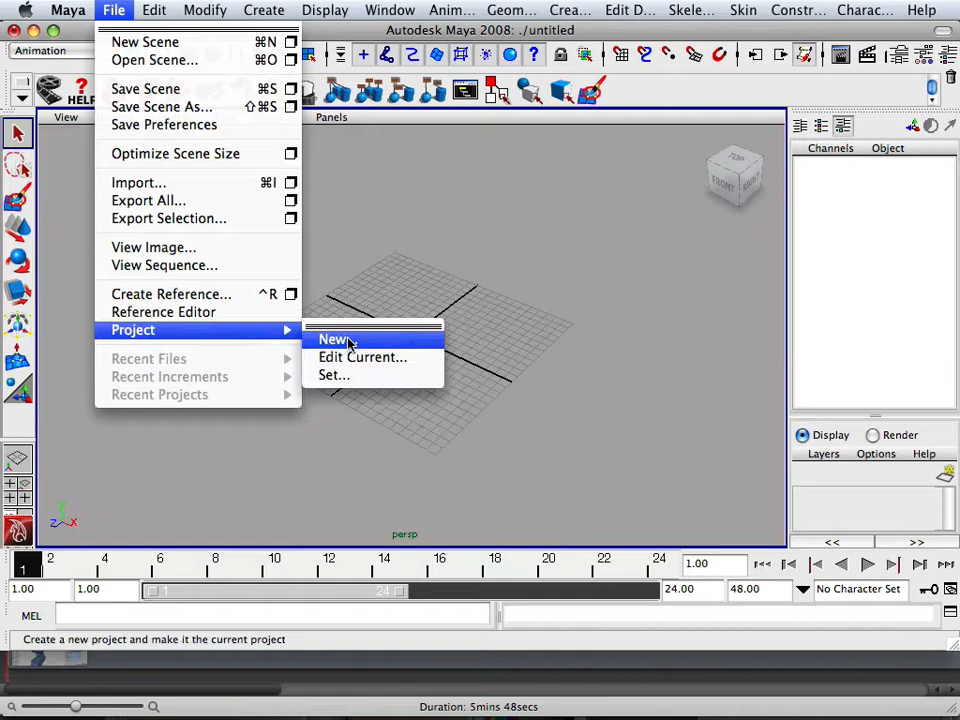 Maya File Edit Modify Create Display Window Anim... Geom... Crea... Edit D... Skele... Skin Constr... Charac... Help
Autodesk Maya 2008: ./untitled
Animation
HELP
New Scene ⌘N
Open Scene... ⌘O
Save Scene ⌘S
Save Scene As... ⇧⌘S
Save Preferences
Optimize Scene Size
Import... ⌘I
Export All...
Export Selection...
View Image...
View Sequence...
Create Reference... ^R
Reference Editor
Project
Recent Files
Recent Increments
Recent Projects
New...
Edit Current...
Set...
View Panels
TOP
FRONT RIGHT
Channels Object
Display Render
Layers Options Help
<< >>
y
z x
persp
1 2 4 6 8 10 12 14 16 18 20 22 24 1.00
1.00 1.00 1 24 24.00 48.00 No Character Set
MEL
Create a new project and make it the current project
Duration: 5mins 48secs